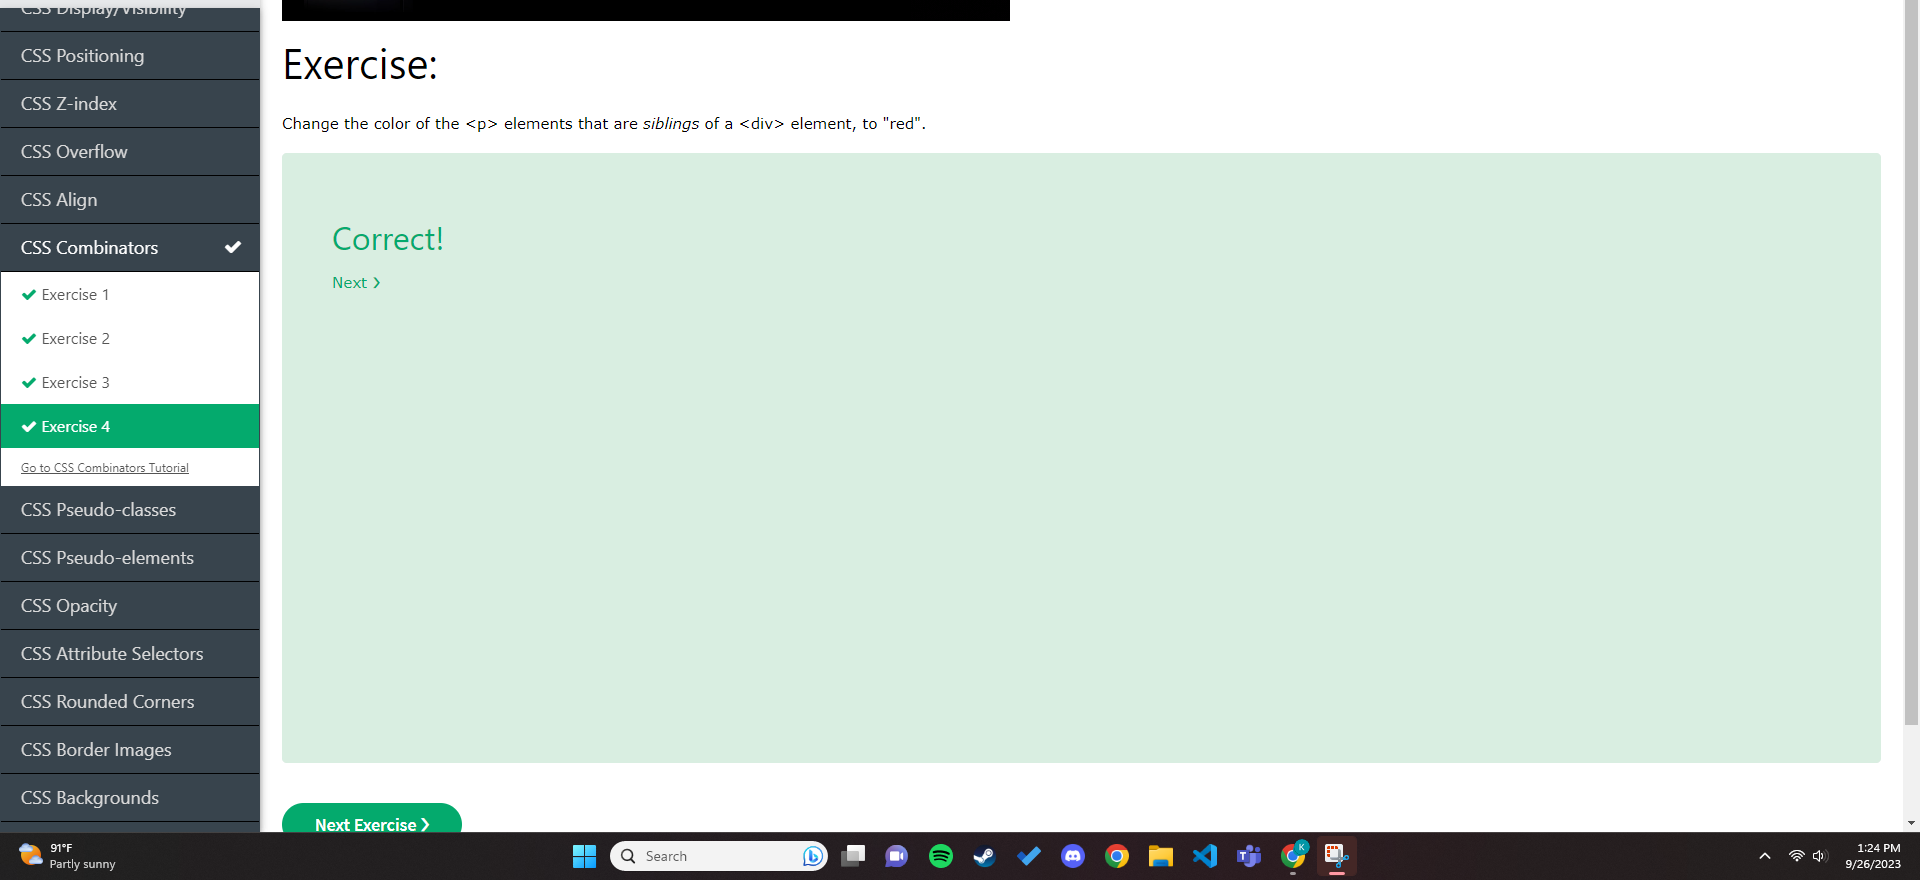 CSS Display/Visibility
CSS Positioning
CSS Z-index
CSS Overflow
CSS Align
CSS Combinators
Exercise 1
Exercise 2
Exercise 3
Exercise 4
Go to CSS Combinators Tutorial
CSS Pseudo-classes
CSS Pseudo-elements
CSS Opacity
CSS Attribute Selectors
CSS Rounded Corners
CSS Border Images
CSS Backgrounds
Exercise:
Change the color of the <p> elements that are siblings of a <div> element, to "red".
Correct!
Next ❯
Next Exercise ❯
91°F
Partly sunny
Search
K
1:24 PM
9/26/2023